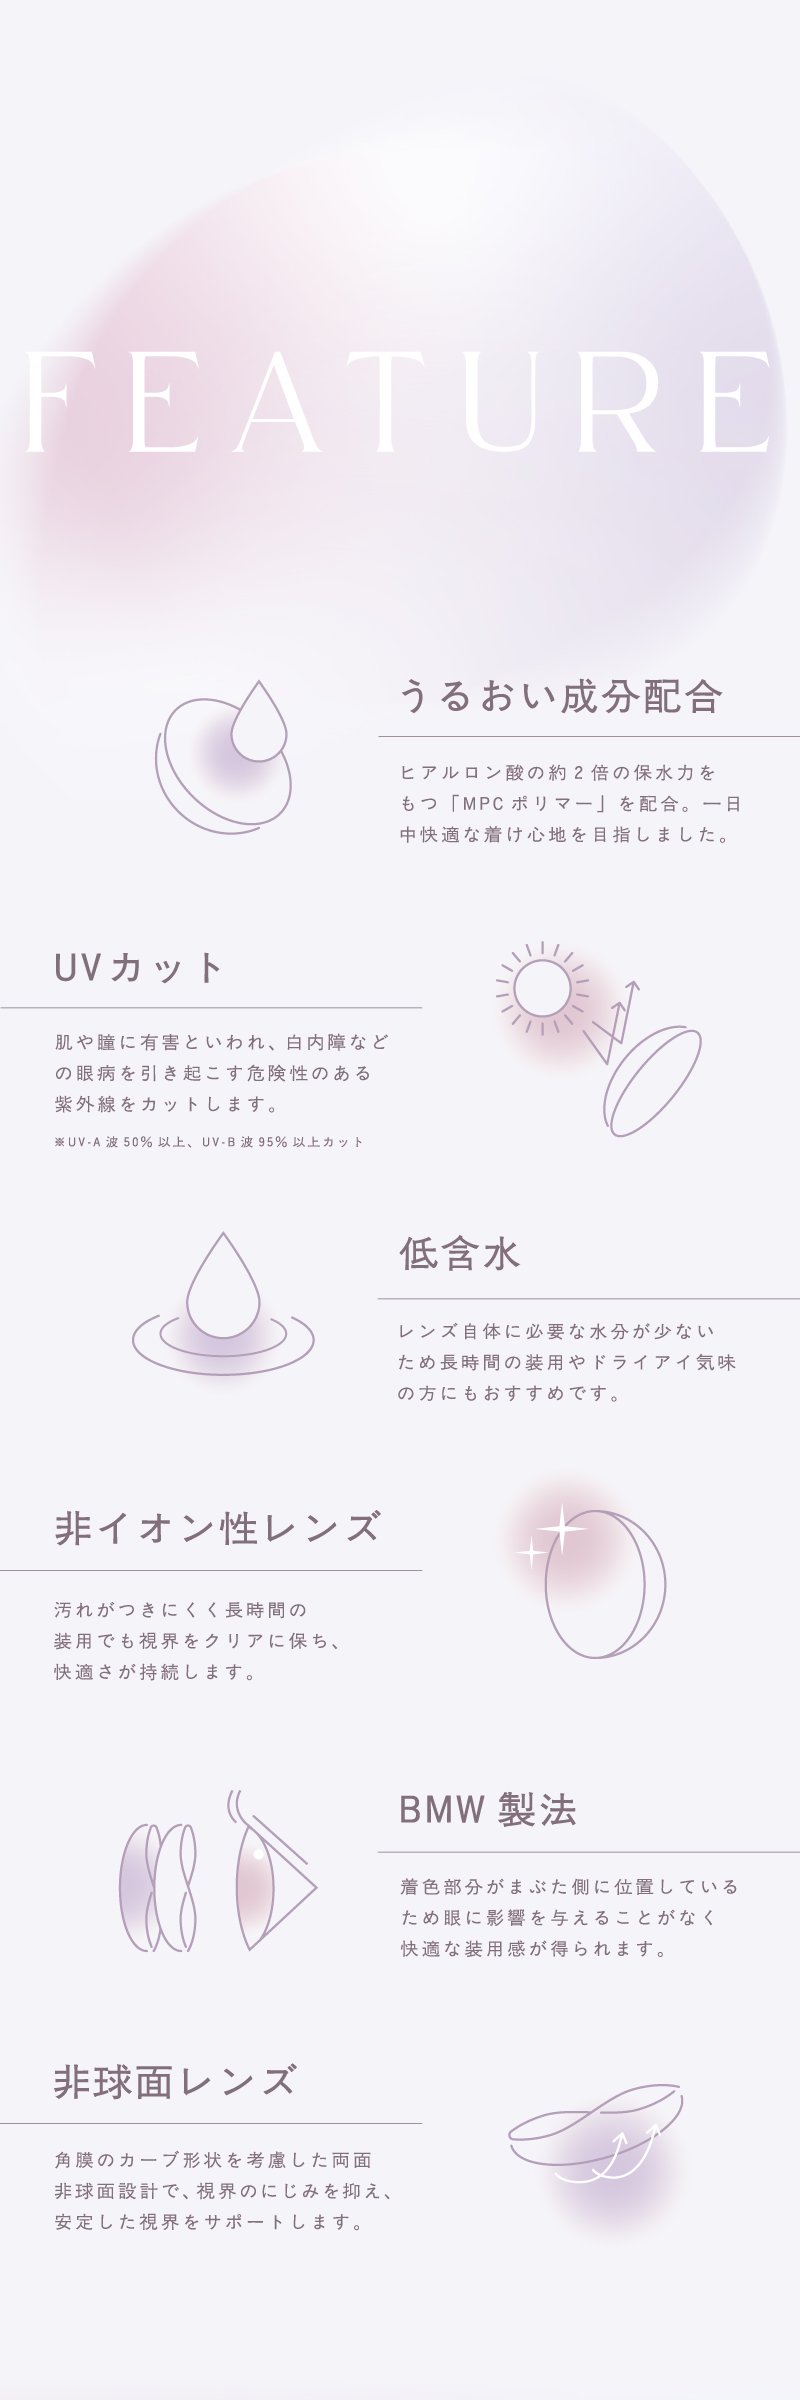 FEATURE
うるおい成分配合
ヒアルロン酸の約2倍の保水力を
もつ「MPCポリマー」を配合。一日
中快適な着け心地を目指しました。
UVカット
肌や瞳に有害といわれ、白内障など
の眼病を引き起こす危険性のある
紫外線をカットします。
※UV-A波50%以上、UV-B波95%以上カット
低含水
レンズ自体に必要な水分が少ない
ため長時間の装用やドライアイ気味
の方にもおすすめです。
非イオン性レンズ
汚れがつきにくく長時間の
装用でも視界をクリアに保ち、
快適さが持続します。
BMW製法
着色部分がまぶた側に位置している
ため眼に影響を与えることがなく
快適な装用感が得られます。
非球面レンズ
角膜のカーブ形状を考慮した両面
非球面設計で、視界のにじみを抑え、
安定した視界をサポートします。